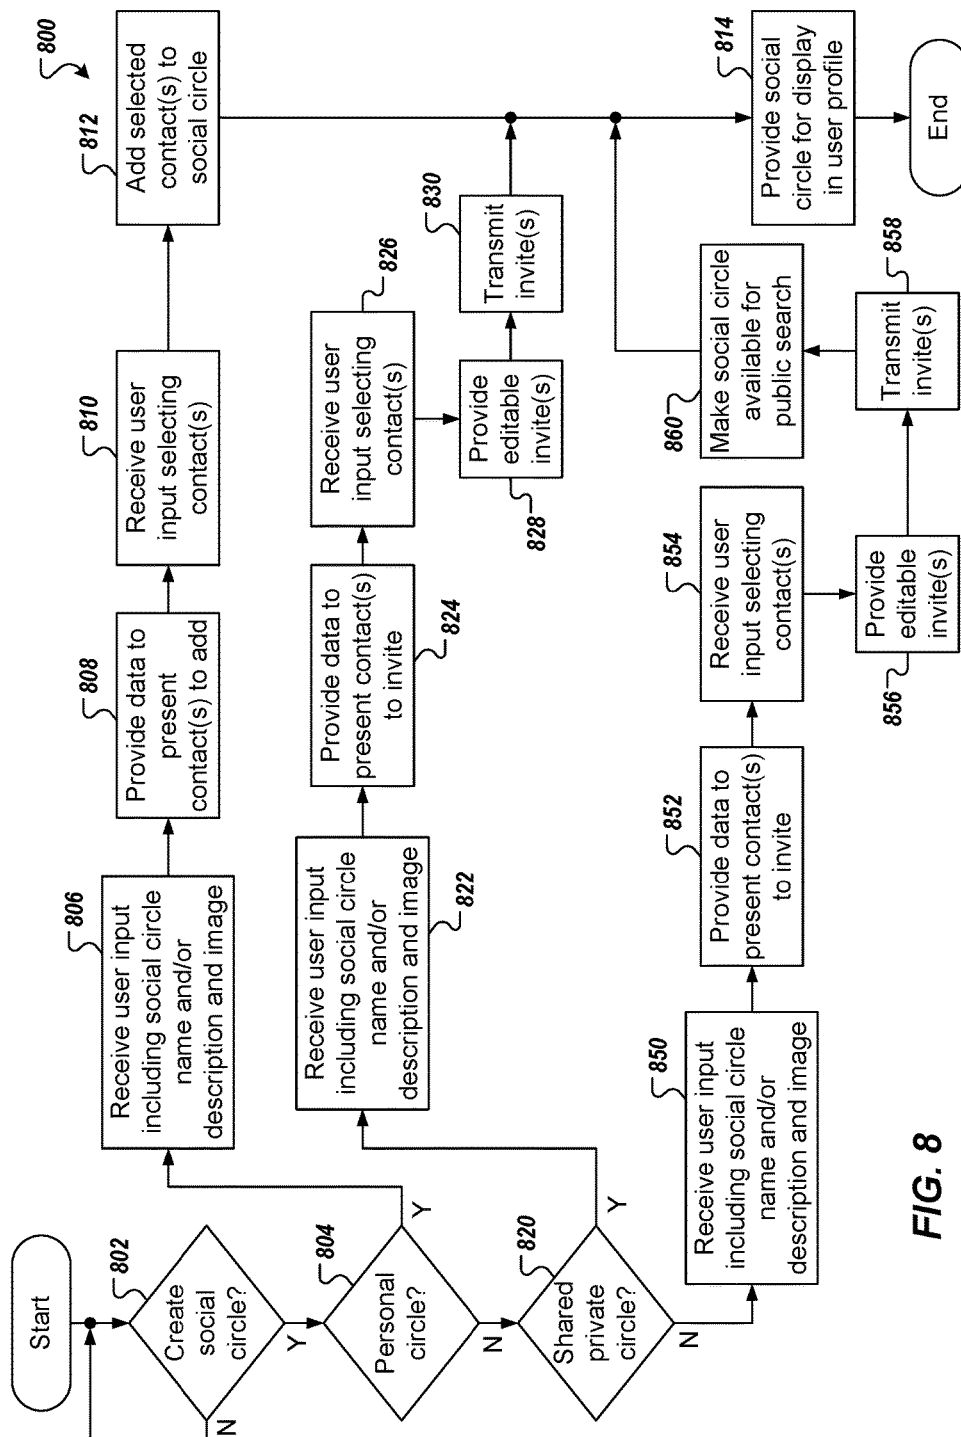 800
Start
802
Create
social
circle?
N
Y
804
Personal
circle?
Y
N
820
Shared
private
circle?
Y
N
806
Receive user input
including social circle
name and/or
description and image
808
Provide data to
present
contact(s) to add
810
Receive user
input selecting
contact(s)
812
Add selected
contact(s) to
social circle
822
Receive user input
including social circle
name and/or
description and image
824
Provide data to
present contact(s)
to invite
826
Receive user
input selecting
contact(s)
828
Provide
editable
invite(s)
830
Transmit
invite(s)
850
Receive user input
including social circle
name and/or
description and image
852
Provide data to
present contact(s)
to invite
854
Receive user
input selecting
contact(s)
856
Provide
editable
invite(s)
858
Transmit
invite(s)
860
Make social circle
available for
public search
814
Provide social
circle for display
in user profile
End
FIG. 8